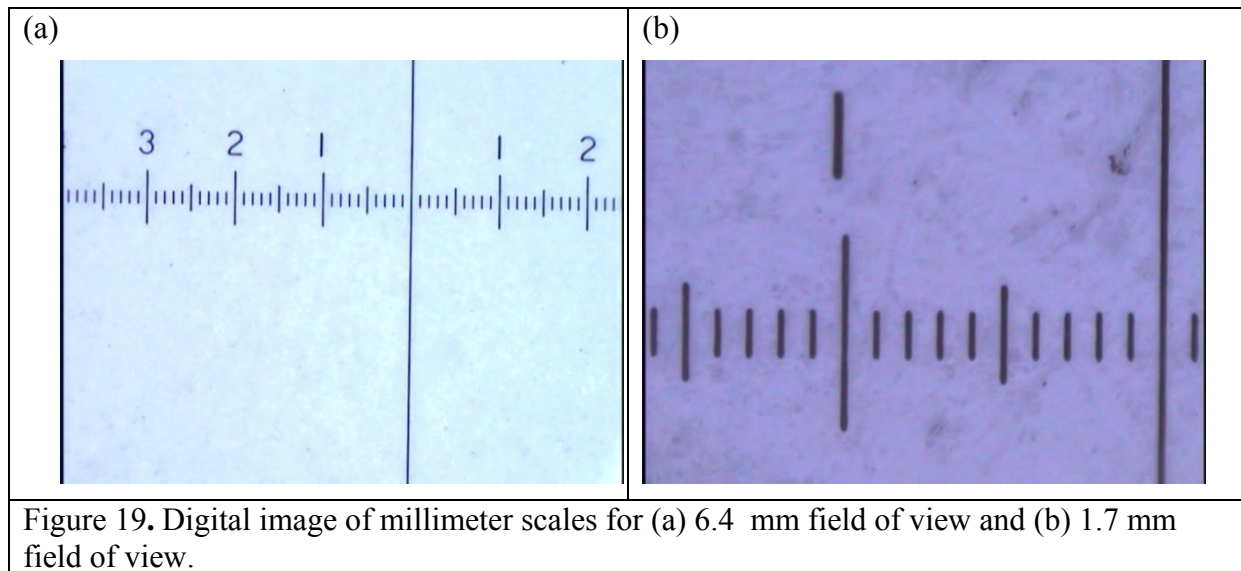 (a)
(b)
3 2 1 1 2
1
Figure 19. Digital image of millimeter scales for (a) 6.4 mm field of view and (b) 1.7 mm
field of view.